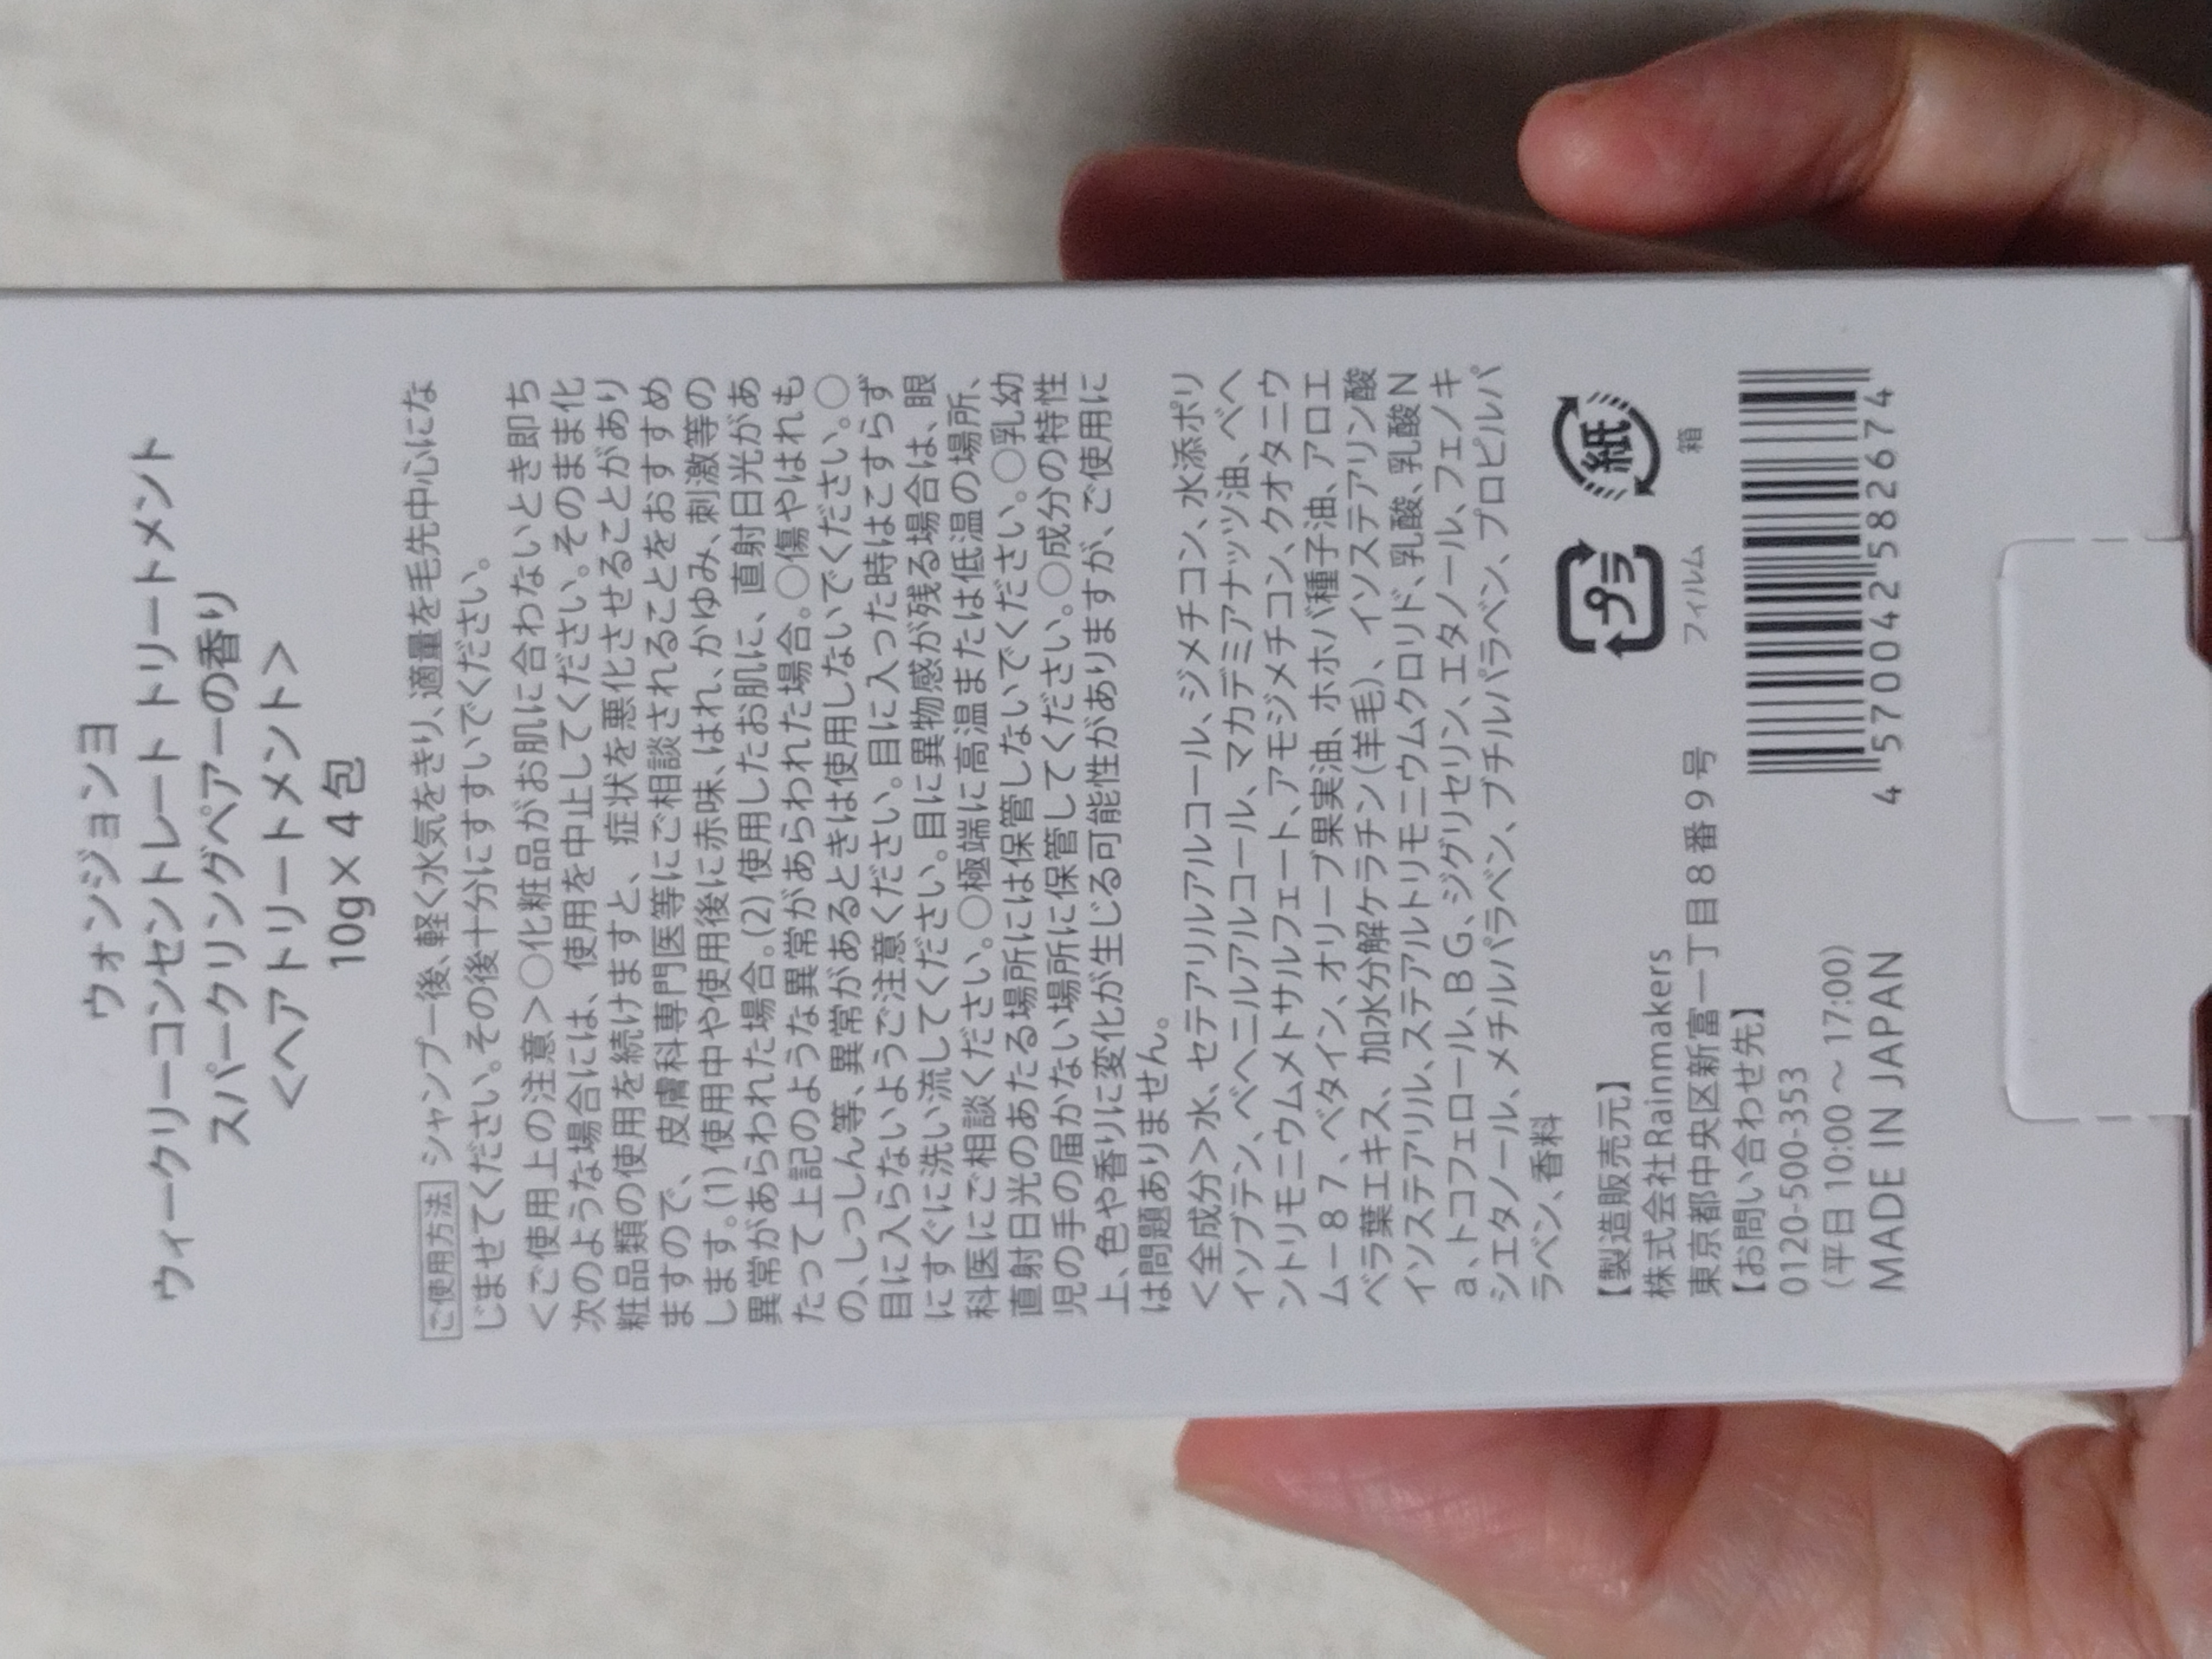 ウォンジョンヨ
ウィークリーコンセントレート トリートメント
スパークリングペアーの香り
＜ヘアトリートメント＞
10g×４包
ご使用方法 シャンプー後、軽く水気をきり、適量を毛先中心にな
じませてください。その後十分にすすいでください。
＜ご使用上の注意＞○化粧品がお肌に合わないとき即ち
次のような場合には、使用を中止してください。そのまま化
粧品類の使用を続けますと、症状を悪化させることがあり
ますので、皮膚科専門医等にご相談されることをおすすめ
します。(1) 使用中や使用後に赤味、はれ、かゆみ、刺激等の
異常があらわれた場合。(2) 使用したお肌に、直射日光があ
たって上記のような異常があらわれた場合。○傷やはれも
の、しっしん等、異常があるときは使用しないでください。○
目に入らないようご注意ください。目に入った時はこすらず
にすぐに洗い流してください。目に異物感が残る場合は、眼
科医にご相談ください。○極端に高温または低温の場所、
直射日光のあたる場所には保管しないでください。○乳幼
児の手の届かない場所に保管してください。○成分の特性
上、色や香りに変化が生じる可能性がありますが、ご使用に
は問題ありません。
＜全成分＞水、セテアリルアルコール、ジメチコン、水添ポリ
イソブテン、ベヘニルアルコール、マカデミアナッツ油、ベヘ
ントリモニウムメトサルフェート、アモジメチコン、クオタニウ
ム－８７、ベタイン、オリーブ果実油、ホホバ種子油、アロエ
ベラ葉エキス、加水分解ケラチン(羊毛)、イソステアリン酸
イソステアリル、ステアルトリモニウムクロリド、乳酸、乳酸Ｎ
ａ、トコフェロール、ＢＧ、ジグリセリン、エタノール、フェノキ
シエタノール、メチルパラベン、ブチルパラベン、プロピルパ
ラベン、香料
【製造販売元】
株式会社Rainmakers
東京都中央区新富一丁目８番９号
【お問い合わせ先】
0120-500-353
（平日 10:00～17:00）
MADE IN JAPAN
プラ
フィルム
紙
箱
4 570042 582674